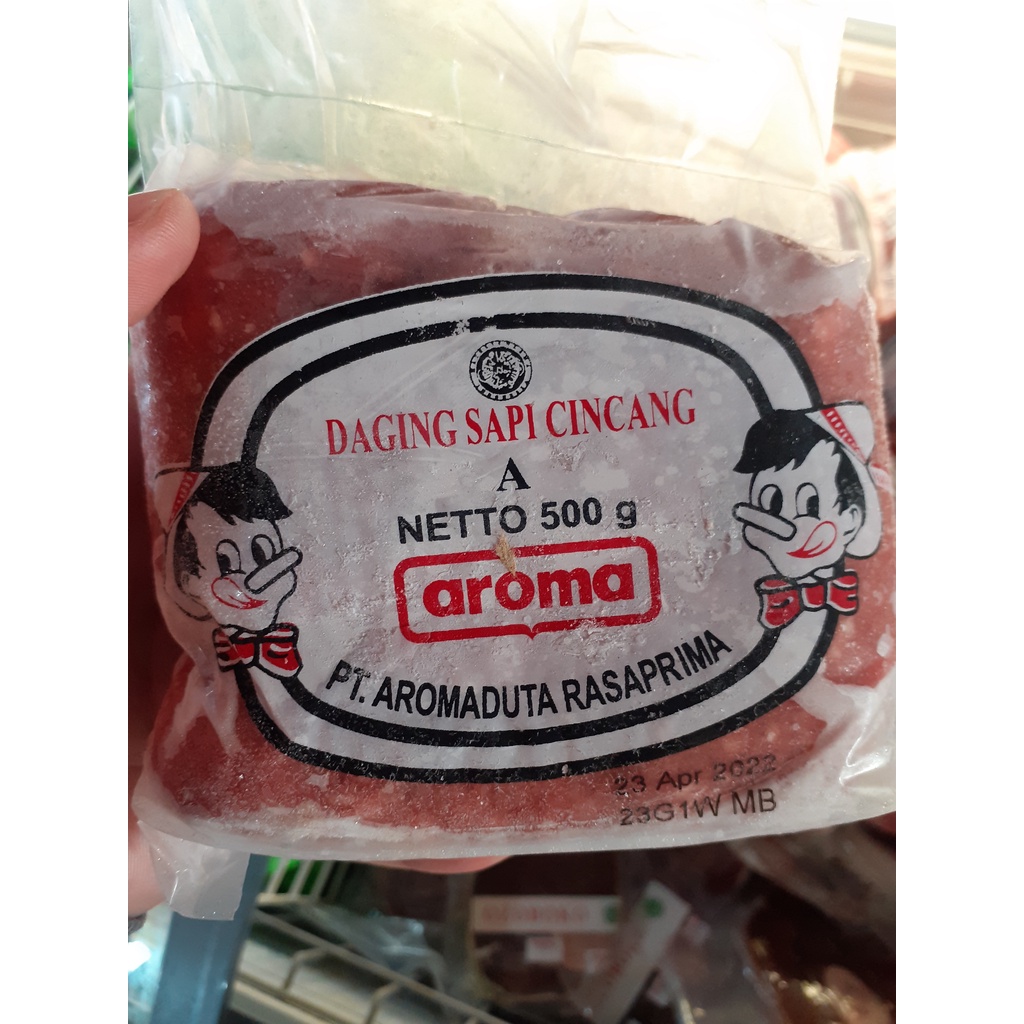 DAGING SAPI CINCANG
A
NETTO 500 g
aroma
PT. AROMADUTA RASAPRIMA
23 Apr 2022
23G1W MB